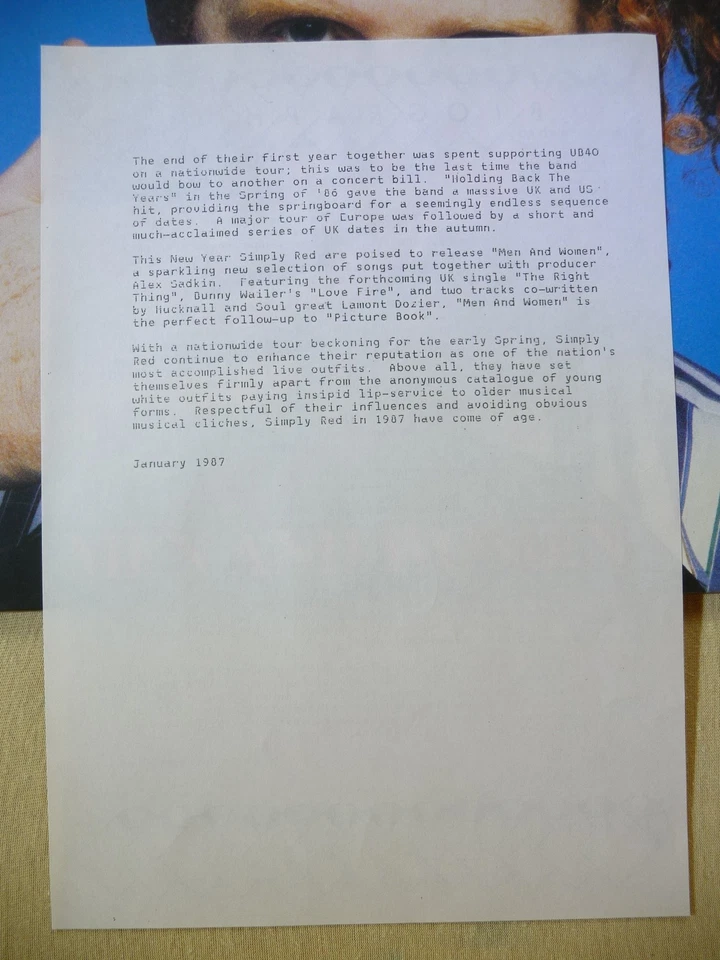 The end of their first year together was spent supporting UB40
on a nationwide tour; this was to be the last time the band
would bow to another on a concert bill.  "Holding Back The
Years" in the Spring of '86 gave the band a massive UK and US
hit, providing the springboard for a seemingly endless sequence
of dates.  A major tour of Europe was followed by a short and
much-acclaimed series of UK dates in the autumn.

This New Year Simply Red are poised to release "Men And Women",
a sparkling new selection of songs put together with producer
Alex Sadkin.  Featuring the forthcoming UK single "The Right
Thing", Bunny Wailer's "Love Fire", and two tracks co-written
by Hucknall and Soul great Lamont Dozier, "Men And Women" is
the perfect follow-up to "Picture Book".

With a nationwide tour beckoning for the early Spring, Simply
Red continue to enhance their reputation as one of the nation's
most accomplished live outfits.  Above all, they have set
themselves firmly apart from the anonymous catalogue of young
white outfits paying insipid lip-service to older musical
forms.  Respectful of their influences and avoiding obvious
musical cliches, Simply Red in 1987 have come of age.

January 1987